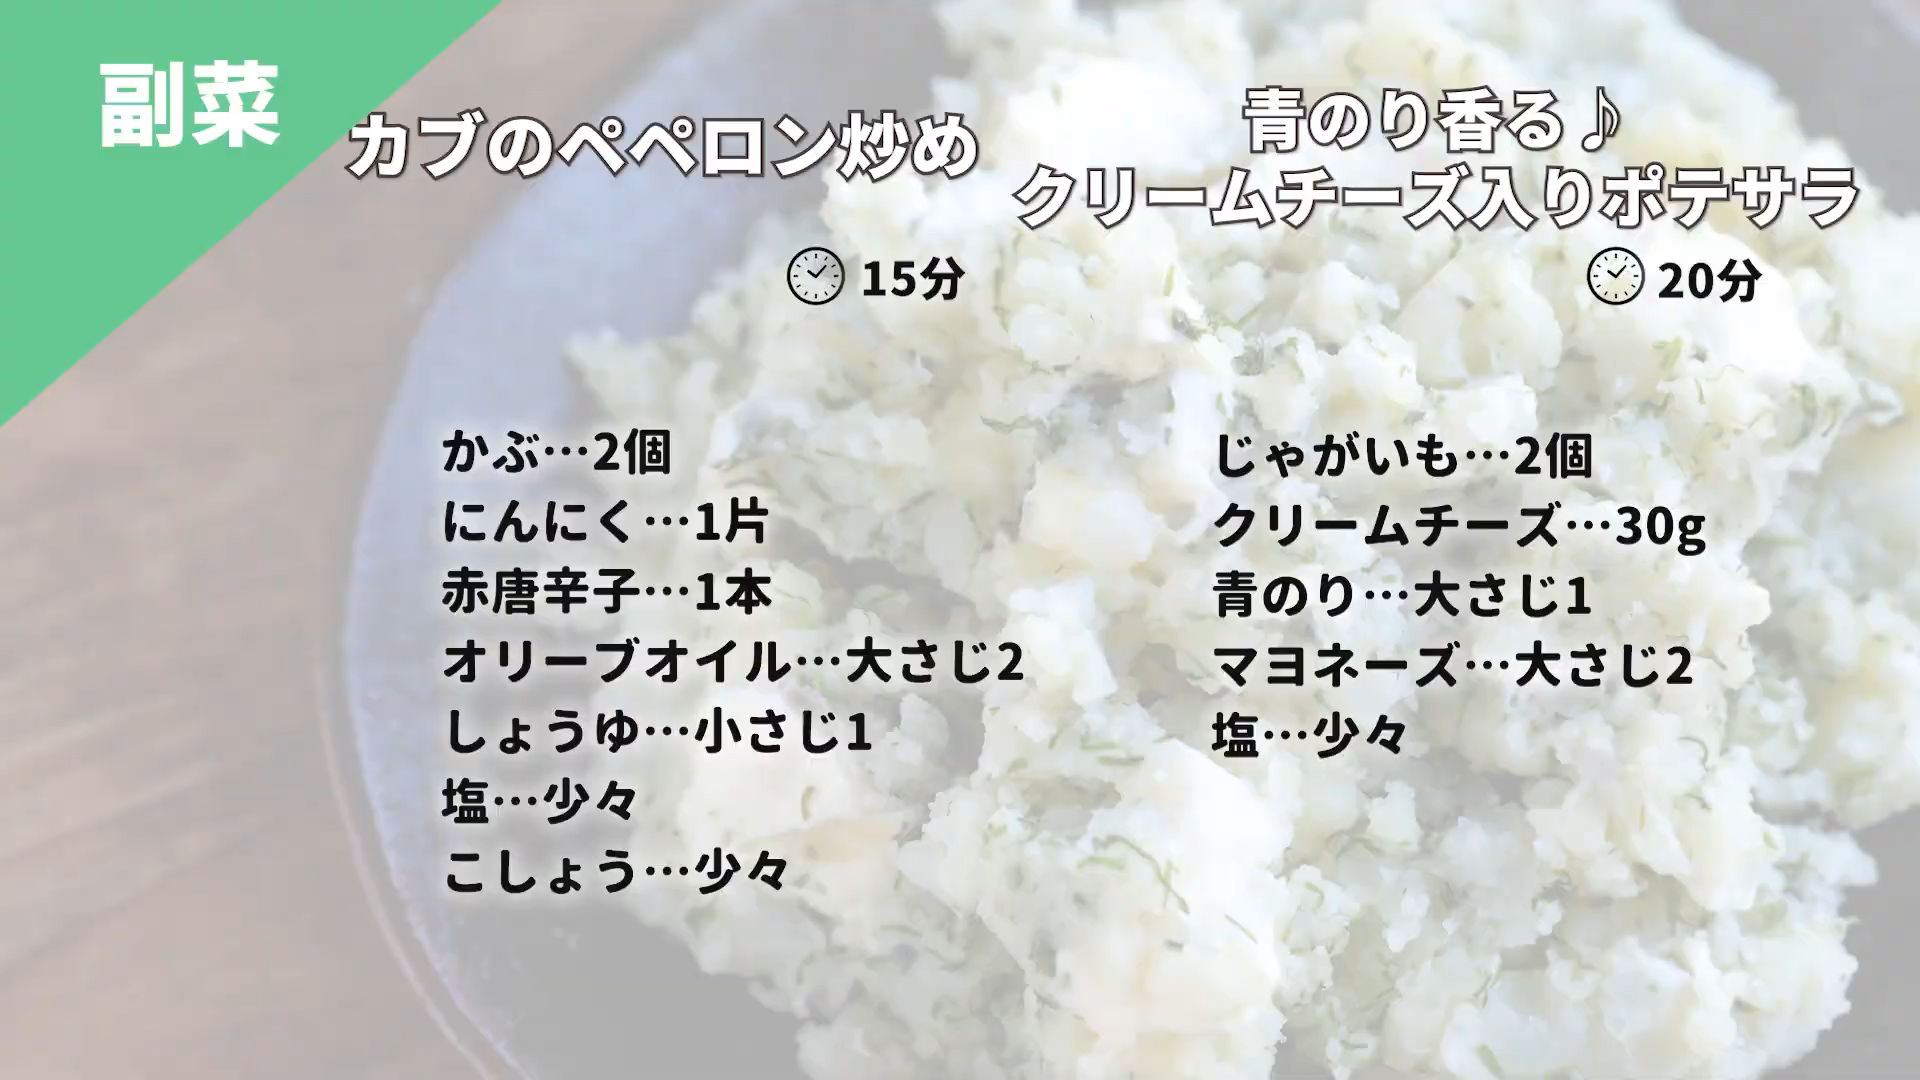 副菜
カブのペペロン炒め
15分
かぶ…2個
にんにく…1片
赤唐辛子…1本
オリーブオイル…大さじ2
しょうゆ…小さじ1
塩…少々
こしょう…少々
青のり香る♪
クリームチーズ入りポテサラ
20分
じゃがいも…2個
クリームチーズ…30g
青のり…大さじ1
マヨネーズ…大さじ2
塩…少々